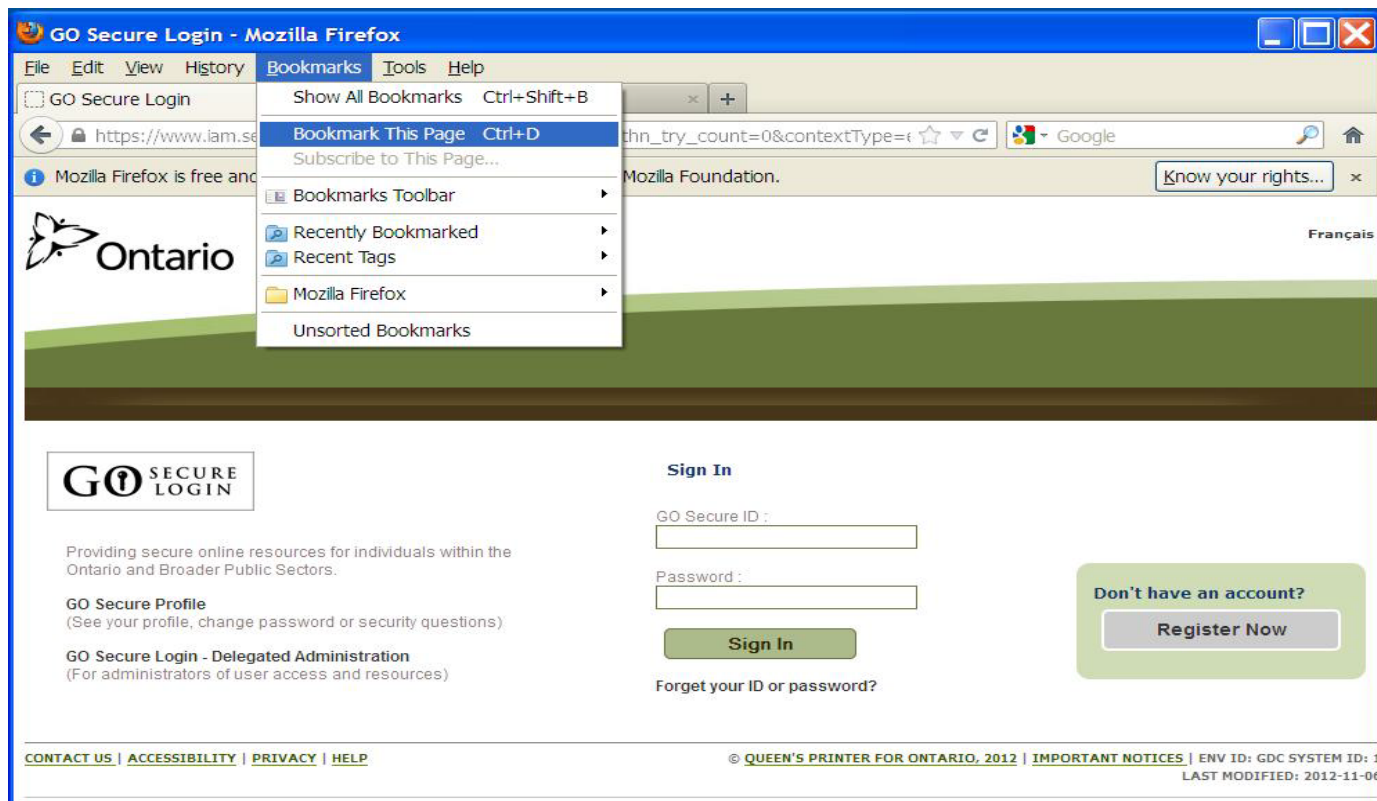 GO Secure Login - Mozilla Firefox
File Edit View History Bookmarks Tools Help
GO Secure Login
Show All Bookmarks Ctrl+Shift+B
Bookmark This Page Ctrl+D
Subscribe to This Page...
Bookmarks Toolbar
Recently Bookmarked
Recent Tags
Mozilla Firefox
Unsorted Bookmarks
https://www.iam.se
thn_try_count=0&contextType=
Google
Mozilla Firefox is free and
Mozilla Foundation.
Know your rights...
Ontario
Français
GO SECURE
LOGIN
Providing secure online resources for individuals within the
Ontario and Broader Public Sectors.
GO Secure Profile
(See your profile, change password or security questions)
GO Secure Login - Delegated Administration
(For administrators of user access and resources)
Sign In
GO Secure ID :
Password :
Sign In
Forget your ID or password?
Don't have an account?
Register Now
CONTACT US | ACCESSIBILITY | PRIVACY | HELP
© QUEEN'S PRINTER FOR ONTARIO, 2012 | IMPORTANT NOTICES | ENV ID: GDC SYSTEM ID: 1
LAST MODIFIED: 2012-11-06